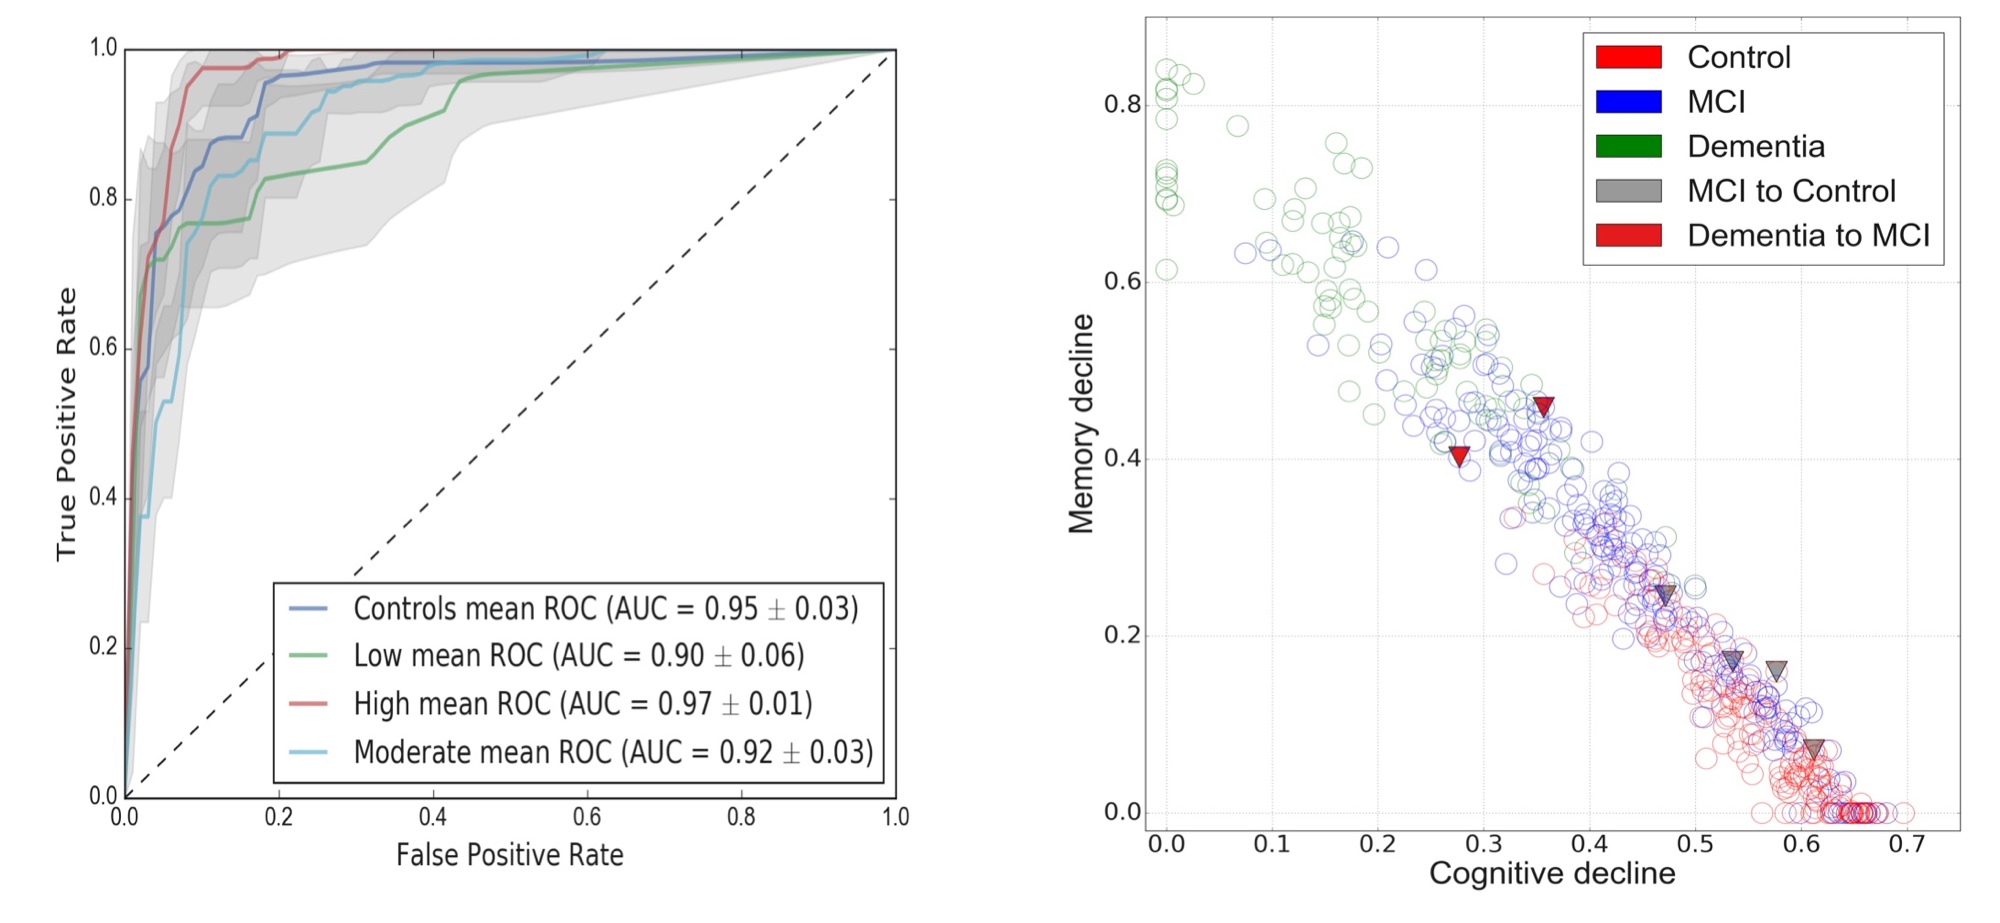 1.0
0.8
0.6
0.4
0.2
0.0
True Positive Rate
Controls mean ROC (AUC = 0.95 ± 0.03)
Low mean ROC (AUC = 0.90 ± 0.06)
High mean ROC (AUC = 0.97 ± 0.01)
Moderate mean ROC (AUC = 0.92 ± 0.03)
0.0 0.2 0.4 0.6 0.8 1.0
False Positive Rate
Control
MCI
Dementia
MCI to Control
Dementia to MCI
0.8
0.6
0.4
0.2
0.0
Memory decline
0.0 0.1 0.2 0.3 0.4 0.5 0.6 0.7
Cognitive decline